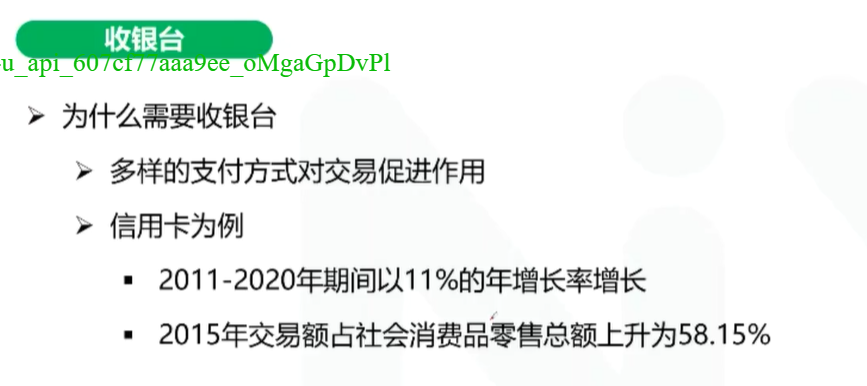 收银台
u_api_607cf77aaa9ee_oMgaGpDvPl
➢ 为什么需要收银台
➢ 多样的支付方式对交易促进作用
➢ 信用卡为例
▪ 2011-2020年期间以11%的年增长率增长
▪ 2015年交易额占社会消费品零售总额上升为58.15%